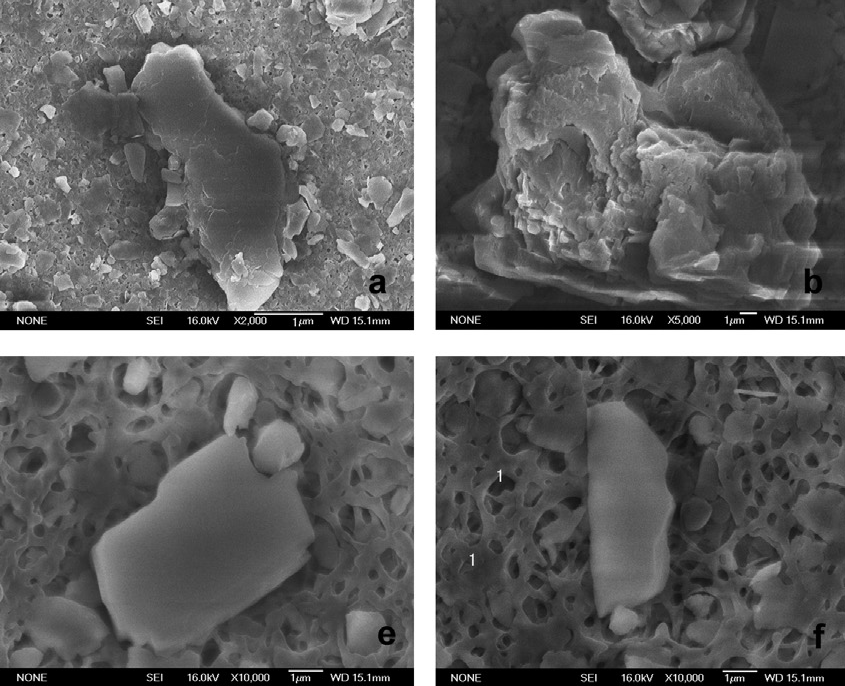 a
NONE SEI 16.0kV X2,000 1μm WD 15.1mm
b
NONE SEI 16.0kV X5,000 1μm WD 15.1mm
e
NONE SEI 16.0kV X10,000 1μm WD 15.1mm
1
1
f
NONE SEI 16.0kV X10,000 1μm WD 15.1mm